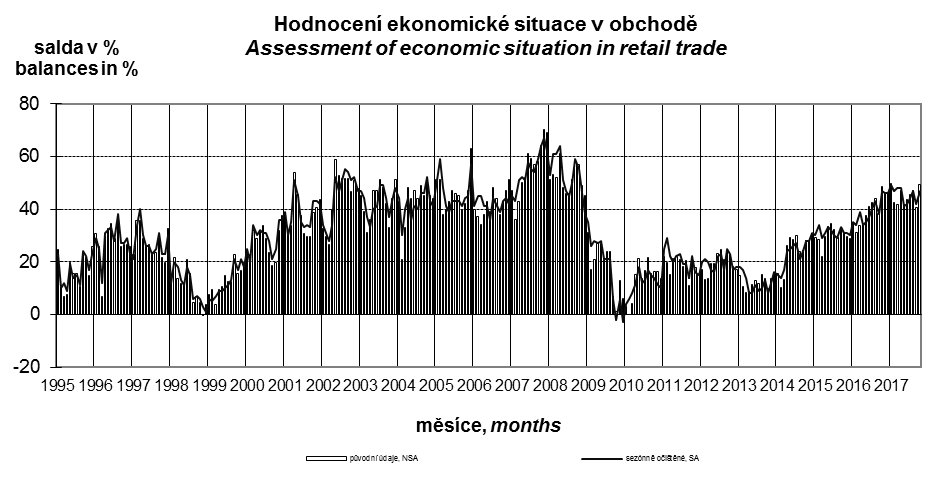 Hodnocení ekonomické situace v obchodě
Assessment of economic situation in retail trade
salda v %
balances in %
80
60
40
20
0
-20
1995 1996 1997 1998 1999 2000 2001 2002 2003 2004 2005 2006 2007 2008 2009 2010 2011 2012 2013 2014 2015 2016 2017
měsíce, months
původní údaje, NSA
sezónně očištěné, SA